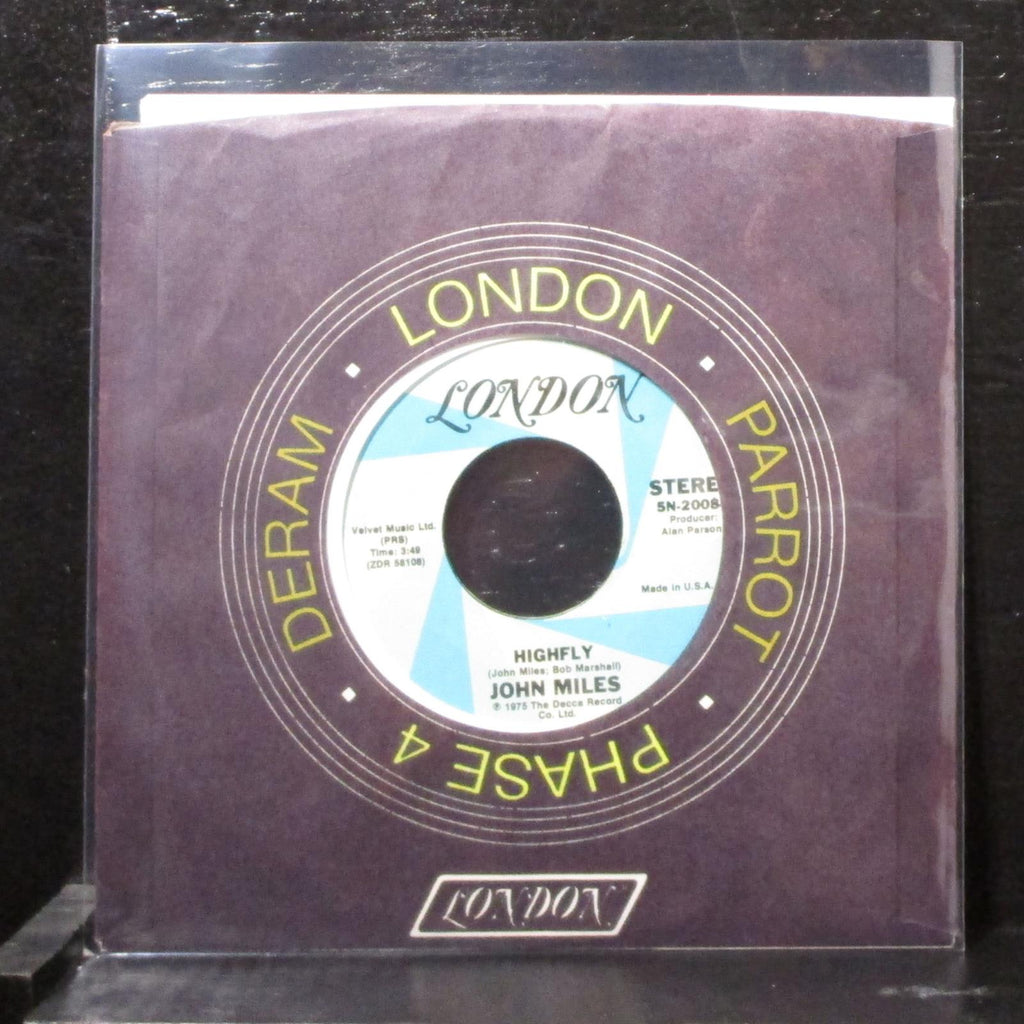 LONDON
PARROT
PHASE 4
DERAM
LONDON
STERE
5N-2008
Producer:
Alan Parson
Made in U.S.A.
Velvet Music Ltd.
(PRS)
Time: 3:49
(ZDR 58108)
HIGHFLY
(John Miles; Bob Marshall)
JOHN MILES
℗ 1975 The Decca Record
Co. Ltd.
LONDON